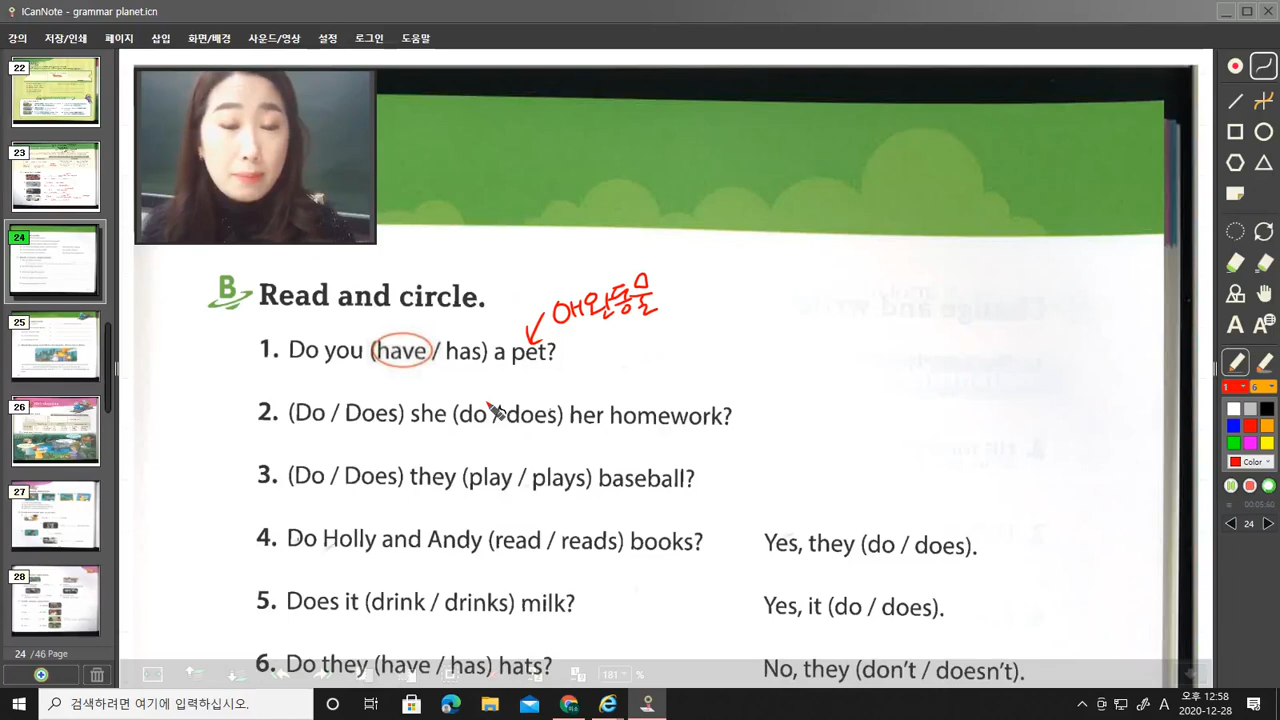 ICanNote - grammar planet.icn
강의 저장/인쇄 페이지 삽입 화면/배경 사운드/영상 설정 로그인 도움말
22
23
24
25
26
27
28
B Read and circle.
애완동물
1. Do you (have / has) a pet?
2. (Do / Does) she (do / does) her homework?
3. (Do / Does) they (play / plays) baseball?
4. Do Holly and Andy (read / reads) books? Yes, they (do / does).
5. Does it (drink / drinks) milk? Yes, it (do / does).
6. Do they (have / has) hats? No, they (don't / doesn't).
A A
1 6
Color
00:05:60
24
24 /46 Page
181 %
검색하려면 여기에 입력하십시오.
A 오후 12:58
2020-12-28